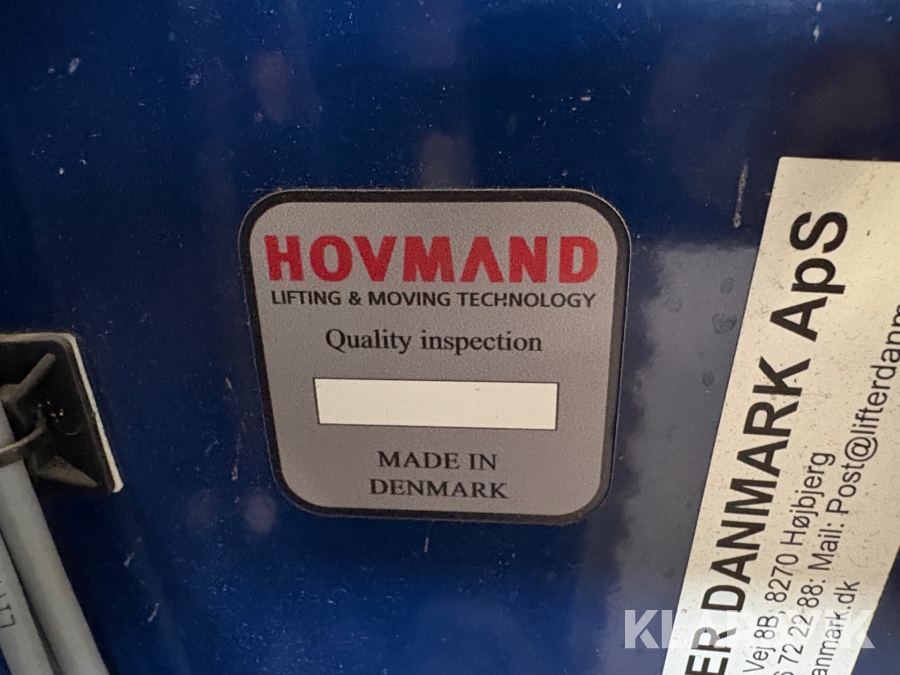 HOVMAND
LIFTING & MOVING TECHNOLOGY
Quality inspection
MADE IN
DENMARK
ER DANMARK ApS
Vej 8B, 8270 Højbjerg
72-22-88: Mail: Post@lifterdanm
anmark.dk